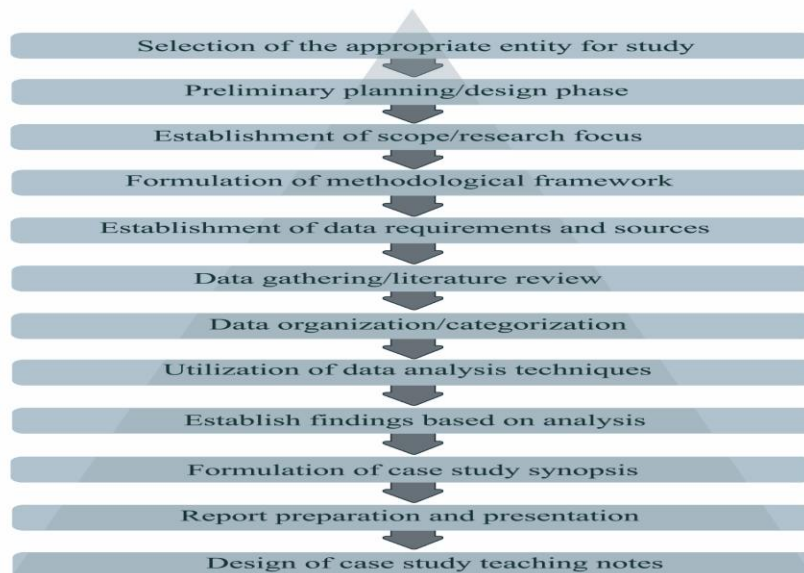 Selection of the appropriate entity for study
Preliminary planning/design phase
Establishment of scope/research focus
Formulation of methodological framework
Establishment of data requirements and sources
Data gathering/literature review
Data organization/categorization
Utilization of data analysis techniques
Establish findings based on analysis
Formulation of case study synopsis
Report preparation and presentation
Design of case study teaching notes